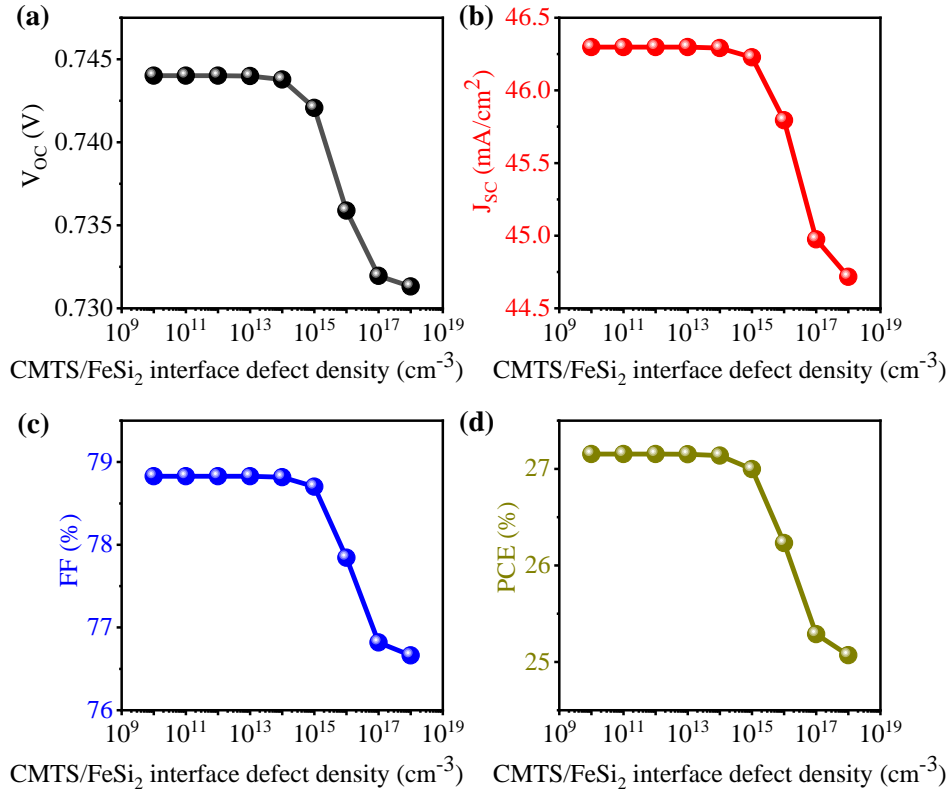 (a)
0.745
0.740
0.735
0.730
V_OC (V)
10^9 10^11 10^13 10^15 10^17 10^19
CMTS/FeSi_2 interface defect density (cm^-3)
(b)
46.5
46.0
45.5
45.0
44.5
J_SC (mA/cm^2)
10^9 10^11 10^13 10^15 10^17 10^19
CMTS/FeSi_2 interface defect density (cm^-3)
(c)
79
78
77
76
FF (%)
10^9 10^11 10^13 10^15 10^17 10^19
CMTS/FeSi_2 interface defect density (cm^-3)
(d)
27
26
25
PCE (%)
10^9 10^11 10^13 10^15 10^17 10^19
CMTS/FeSi_2 interface defect density (cm^-3)